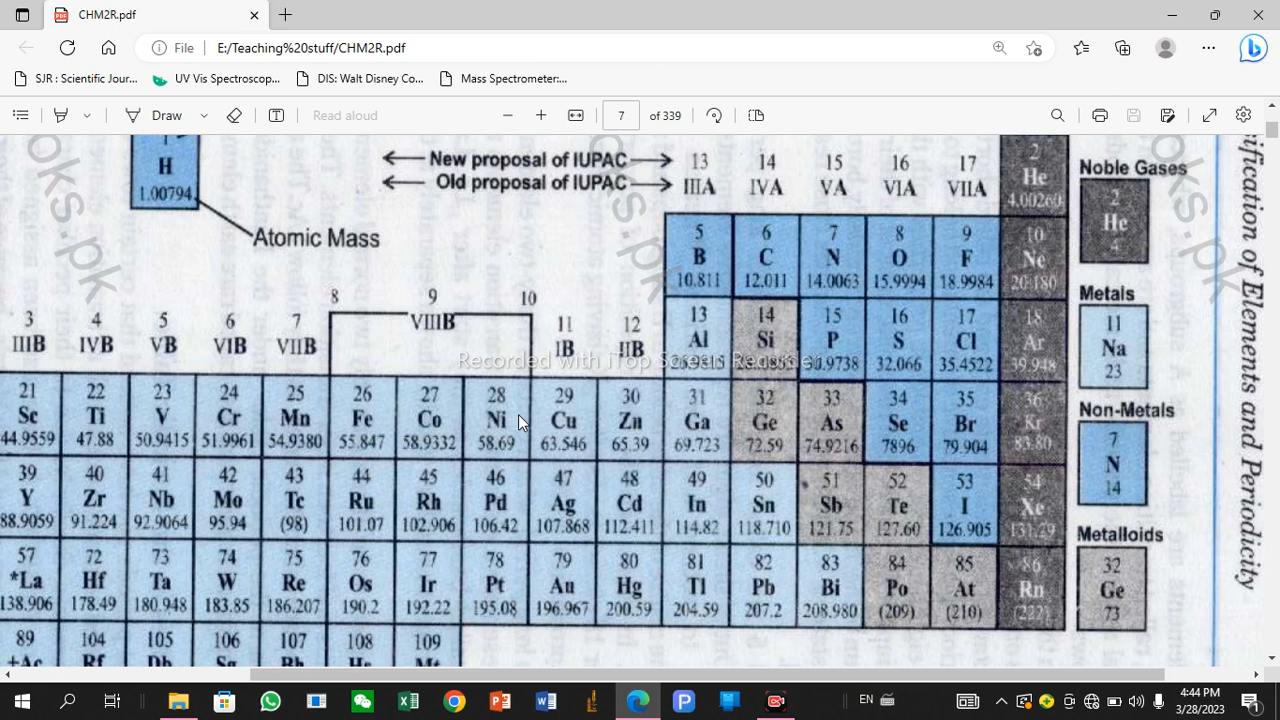 CHM2R.pdf
File E:/Teaching%20stuff/CHM2R.pdf
SJR : Scientific Jour... UV Vis Spectroscop... DIS: Walt Disney Co... Mass Spectrometer:...
Draw Read aloud 7 of 339
oks.pk oks.pk oks.pk
1
H
1.00794
Atomic Mass
New proposal of IUPAC 13 14 15 16 17
Old proposal of IUPAC IIIA IVA VA VIA VIIA
2
He
4.00260
5 6 7 8 9 10
B C N O F Ne
10.811 12.011 14.0063 15.9994 18.9984 20.180
8 9 10
VIIIB
3 4 5 6 7 11 12
IIIB IVB VB VIB VIIB IB IIB
13 14 15 16 17 18
Al Si P S Cl Ar
32.066 35.4522 39.948
Recorded with iTop Screen Recorder
21 22 23 24 25 26 27 28 29 30 31 32 33 34 35 36
Sc Ti V Cr Mn Fe Co Ni Cu Zn Ga Ge As Se Br Kr
44.9559 47.88 50.9415 51.9961 54.9380 55.847 58.9332 58.69 63.546 65.39 69.723 72.59 74.9216 7896 79.904 83.80
39 40 41 42 43 44 45 46 47 48 49 50 51 52 53 54
Y Zr Nb Mo Tc Ru Rh Pd Ag Cd In Sn Sb Te I Xe
88.9059 91.224 92.9064 95.94 (98) 101.07 102.906 106.42 107.868 112.411 114.82 118.710 121.75 127.60 126.905 131.29
57 72 73 74 75 76 77 78 79 80 81 82 83 84 85 86
*La Hf Ta W Re Os Ir Pt Au Hg Tl Pb Bi Po At Rn
138.906 178.49 180.948 183.85 186.207 190.2 192.22 195.08 196.967 200.59 204.59 207.2 208.980 (209) (210) (222)
89 104 105 106 107 108 109
+Ac Rf Db Sg Bh Hs Mt
Noble Gases
2
He
4
Metals
11
Na
23
Non-Metals
7
N
14
Metalloids
32
Ge
73
ification of Elements and Periodicity
EN 4:44 PM
3/28/2023